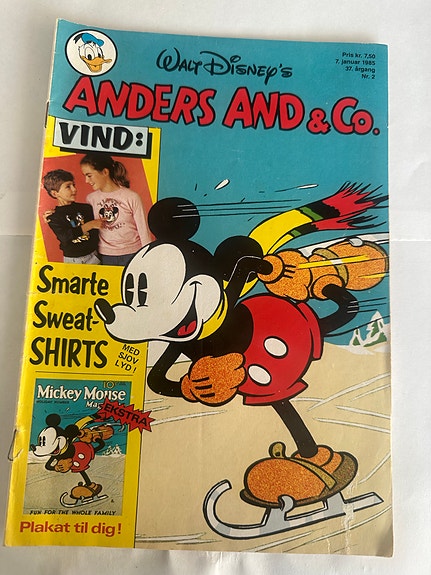 Pris kr. 7,50
7. januar 1985
37. årgang
Nr. 2
WALT DISNEY'S
ANDERS AND & Co.
VIND:
Smarte
Sweat-
SHIRTS
MED
SJOV
LYD!
Mickey Mouse
EKSTRA
FUN FOR THE WHOLE FAMILY
Plakat til dig!